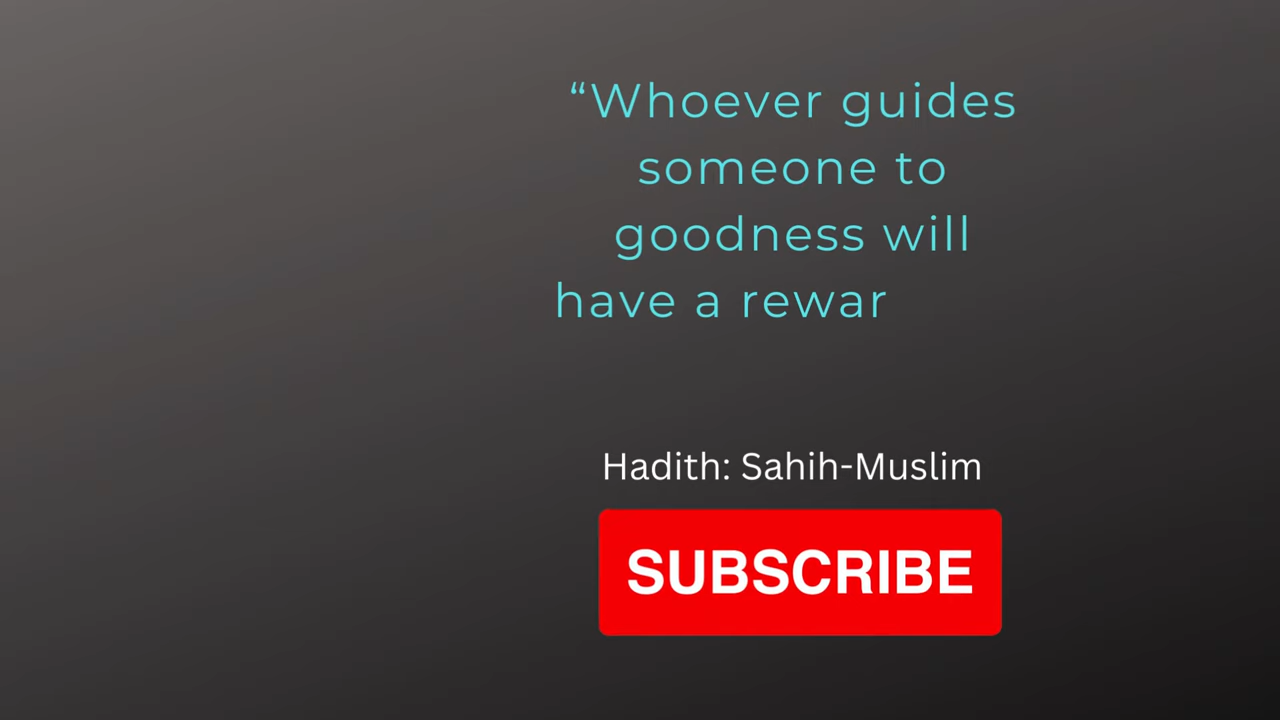 “Whoever guides
someone to
goodness will
have a rewar
Hadith: Sahih-Muslim
SUBSCRIBE